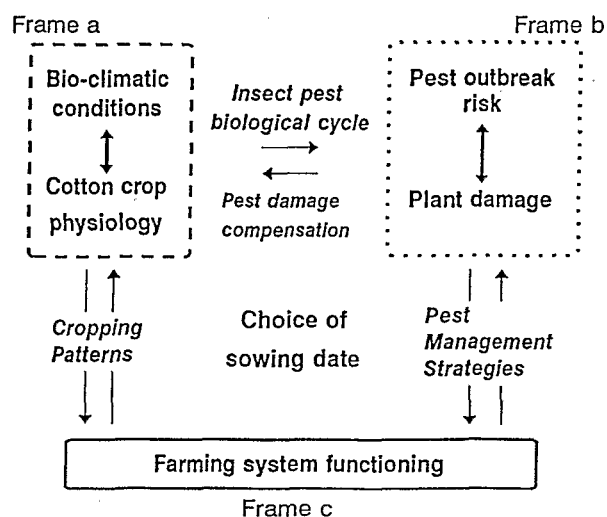 Frame a
Frame b
Bio-climatic
conditions
Cotton crop
physiology
Insect pest
biological cycle
Pest damage
compensation
Pest outbreak
risk
Plant damage
Cropping
Patterns
Choice of
sowing date
Pest
Management
Strategies
Farming system functioning
Frame c